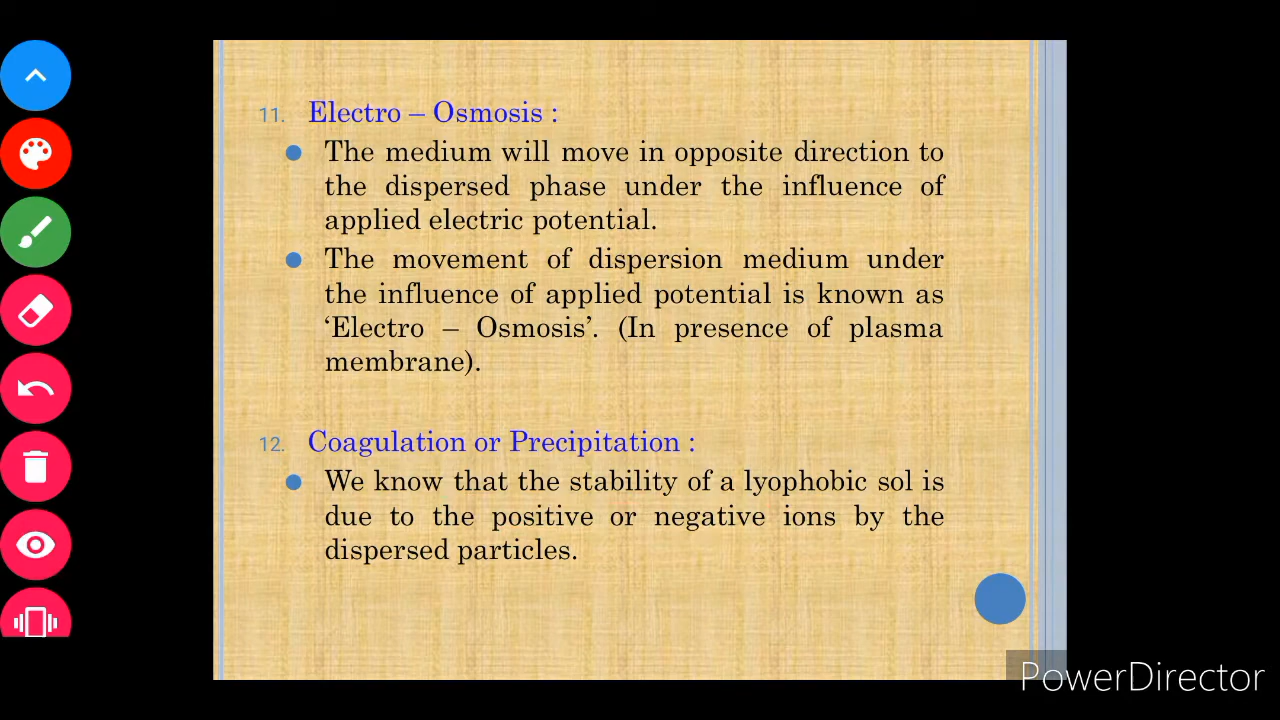 11. Electro – Osmosis :
The medium will move in opposite direction to
the dispersed phase under the influence of
applied electric potential.
The movement of dispersion medium under
the influence of applied potential is known as
‘Electro – Osmosis’. (In presence of plasma
membrane).
12. Coagulation or Precipitation :
We know that the stability of a lyophobic sol is
due to the positive or negative ions by the
dispersed particles.
PowerDirector